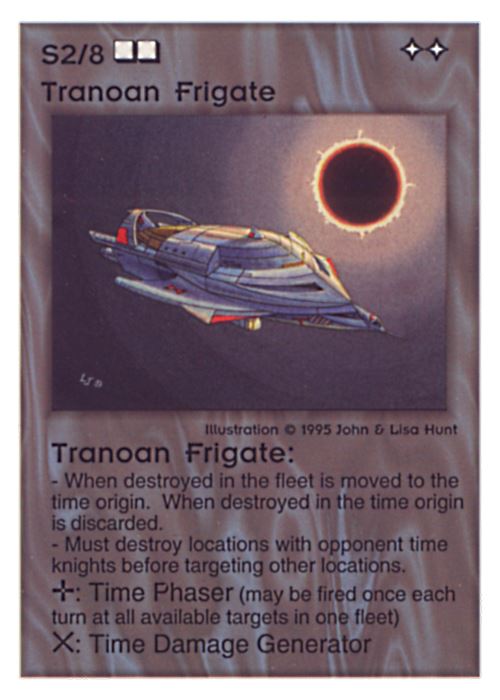 S2/8
Tranoan Frigate
Illustration © 1995 John & Lisa Hunt
Tranoan Frigate:
- When destroyed in the fleet is moved to the
time origin. When destroyed in the time origin
is discarded.
- Must destroy locations with opponent time
knights before targeting other locations.
: Time Phaser (may be fired once each
turn at all available targets in one fleet)
: Time Damage Generator